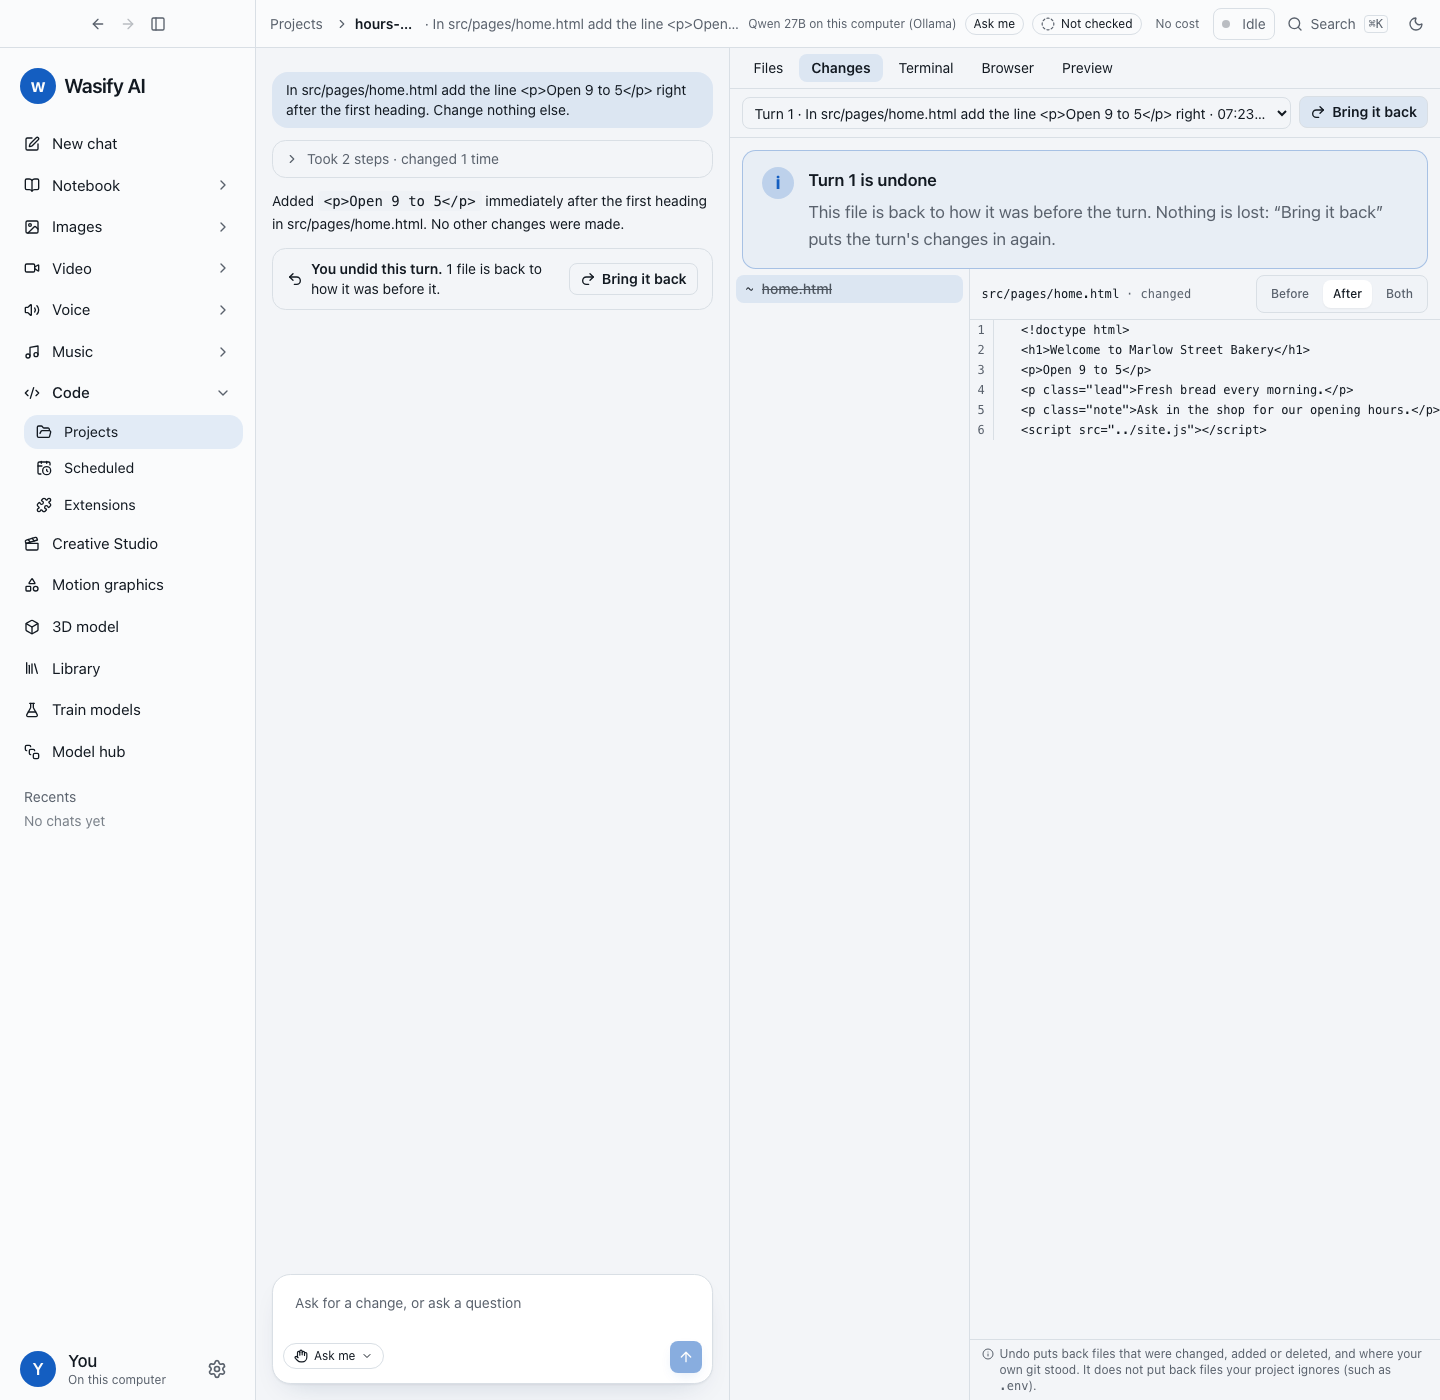 Projects
hours-...
· In src/pages/home.html add the line <p>Open...
Qwen 27B on this computer (Ollama)
Ask me
Not checked
No cost
Idle
Search
⌘K
W
Wasify AI
New chat
Notebook
Images
Video
Voice
Music
Code
Projects
Scheduled
Extensions
Creative Studio
Motion graphics
3D model
Library
Train models
Model hub
Recents
No chats yet
Y
You
On this computer
In src/pages/home.html add the line <p>Open 9 to 5</p> right
after the first heading. Change nothing else.
Took 2 steps · changed 1 time
Added <p>Open 9 to 5</p> immediately after the first heading
in src/pages/home.html. No other changes were made.
You undid this turn. 1 file is back to
how it was before it.
Bring it back
Ask for a change, or ask a question
Ask me
Files
Changes
Terminal
Browser
Preview
Turn 1 · In src/pages/home.html add the line <p>Open 9 to 5</p> right · 07:23...
Bring it back
i
Turn 1 is undone
This file is back to how it was before the turn. Nothing is lost: “Bring it back”
puts the turn's changes in again.
~ home.html
src/pages/home.html · changed
Before
After
Both
1 <!doctype html>
2 <h1>Welcome to Marlow Street Bakery</h1>
3 <p>Open 9 to 5</p>
4 <p class="lead">Fresh bread every morning.</p>
5 <p class="note">Ask in the shop for our opening hours.</p>
6 <script src="../site.js"></script>
Undo puts back files that were changed, added or deleted, and where your
own git stood. It does not put back files your project ignores (such as
.env).